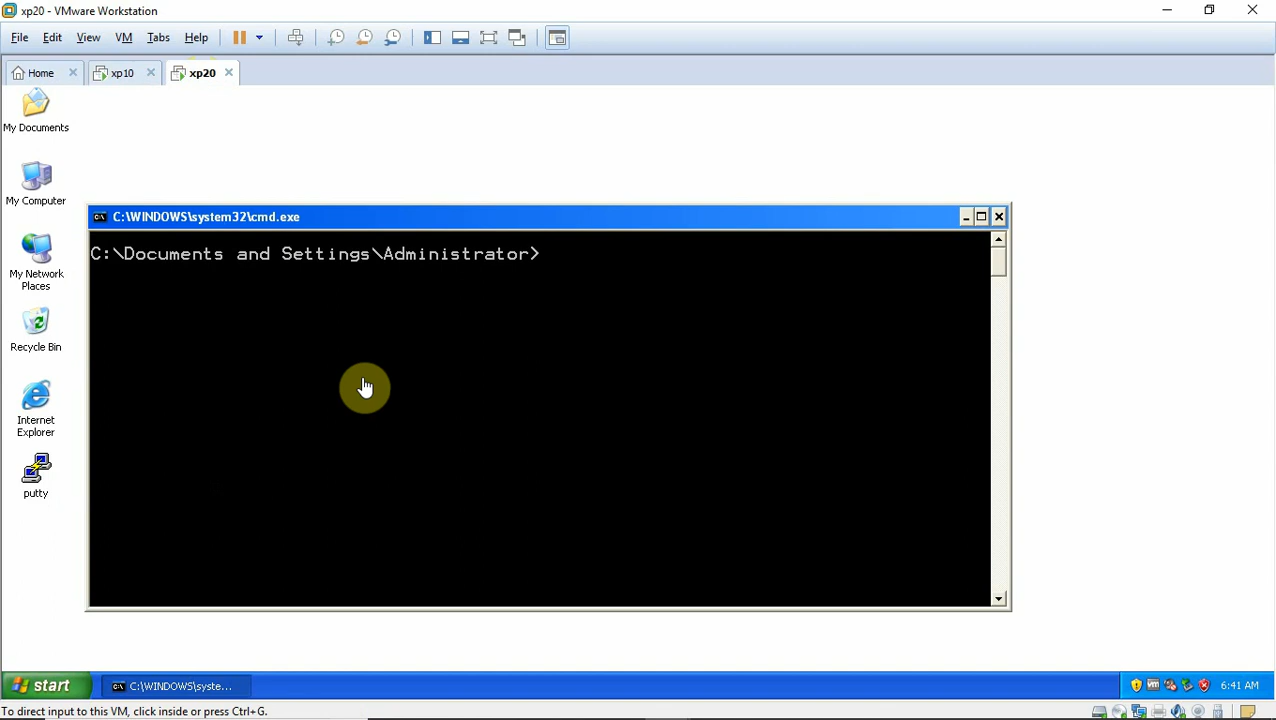 xp20 - VMware Workstation
File Edit View VM Tabs Help
Home xp10 xp20
My Documents
My Computer
My Network
Places
Recycle Bin
Internet
Explorer
putty
C:\WINDOWS\system32\cmd.exe
C:\Documents and Settings\Administrator>
start C:\WINDOWS\syste... 6:41 AM
To direct input to this VM, click inside or press Ctrl+G.